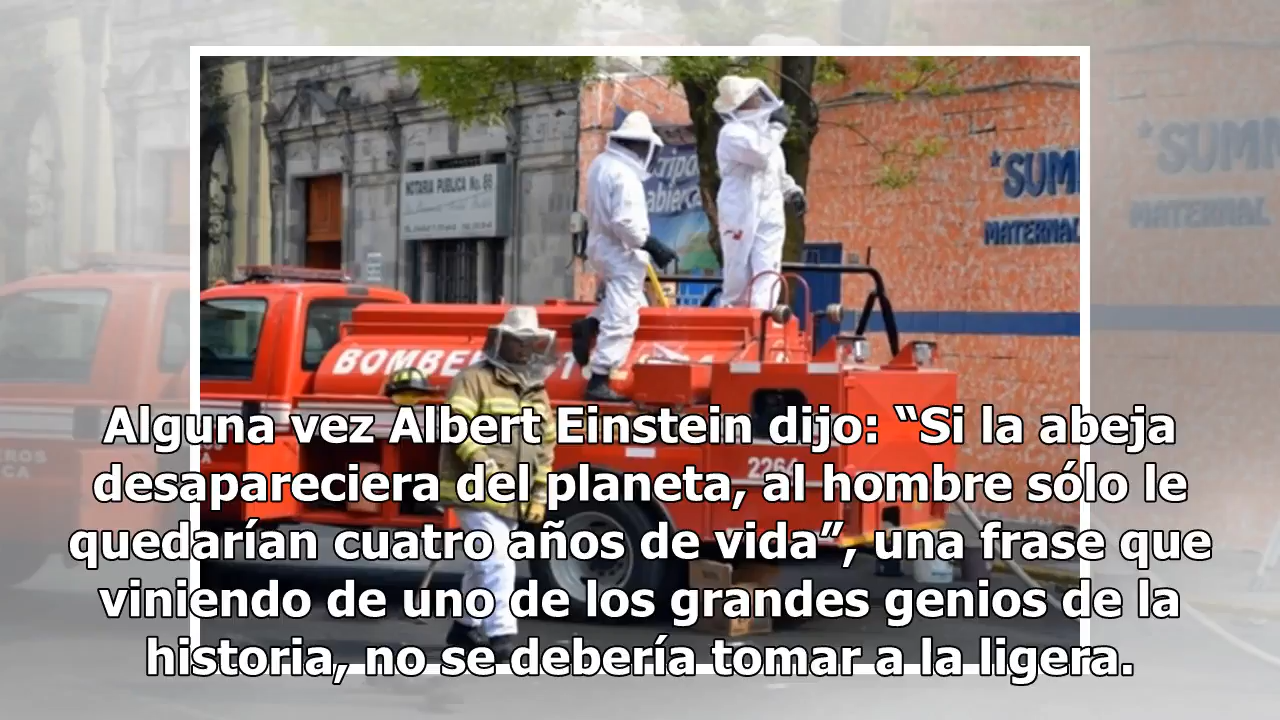 NOTARIA PUBLICA No. 86
*SUMM
MATERNAL
BOMBE
2264
Alguna vez Albert Einstein dijo: “Si la abeja
desapareciera del planeta, al hombre sólo le
quedarían cuatro años de vida”, una frase que
viniendo de uno de los grandes genios de la
historia, no se debería tomar a la ligera.